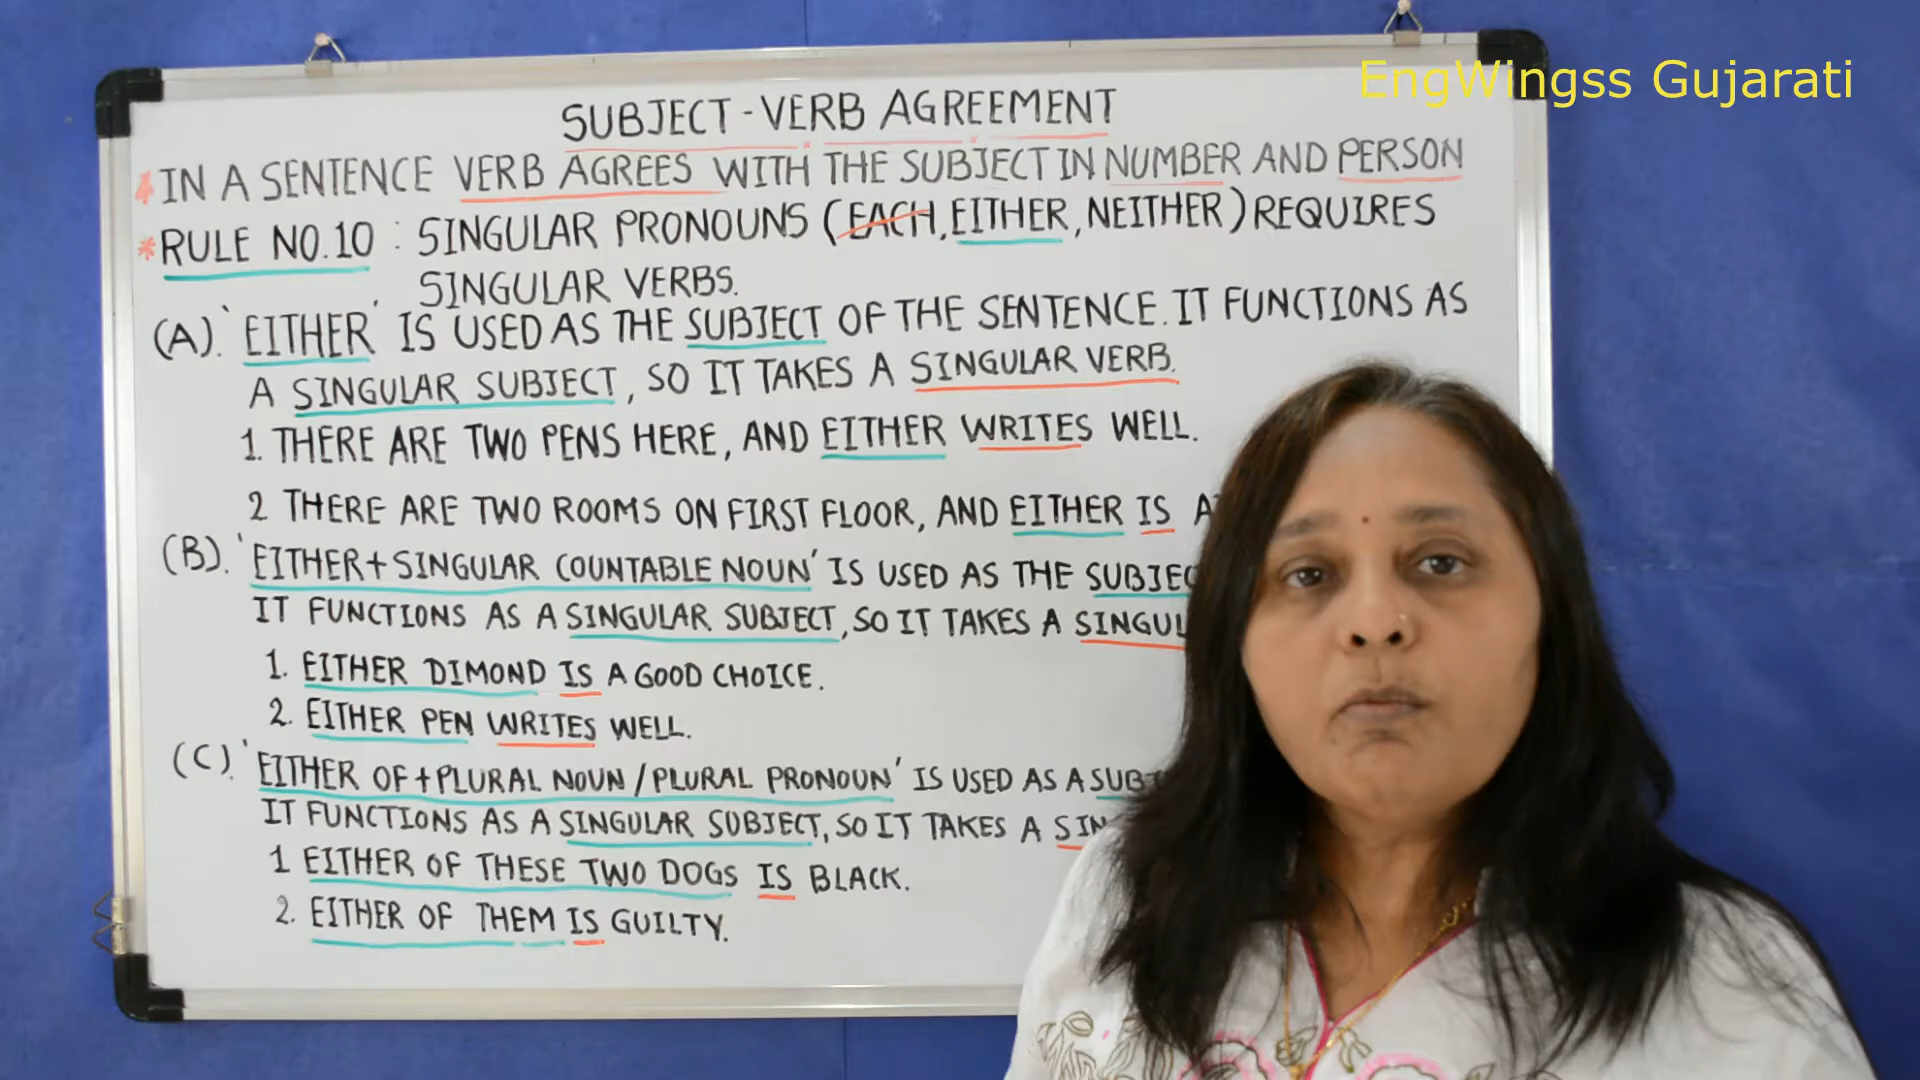 EngWingss Gujarati
SUBJECT-VERB AGREEMENT
* IN A SENTENCE VERB AGREES WITH THE SUBJECT IN NUMBER AND PERSON
* RULE NO.10 : SINGULAR PRONOUNS (EACH, EITHER, NEITHER) REQUIRES
SINGULAR VERBS.
(A). 'EITHER' IS USED AS THE SUBJECT OF THE SENTENCE. IT FUNCTIONS AS
A SINGULAR SUBJECT, SO IT TAKES A SINGULAR VERB.
1. THERE ARE TWO PENS HERE, AND EITHER WRITES WELL.
2 THERE ARE TWO ROOMS ON FIRST FLOOR, AND EITHER IS
(B). 'EITHER+SINGULAR COUNTABLE NOUN' IS USED AS THE
IT FUNCTIONS AS A SINGULAR SUBJECT, SO IT TAKES A
1. EITHER DIMOND IS A GOOD CHOICE.
2. EITHER PEN WRITES WELL.
(C). 'EITHER OF+PLURAL NOUN/PLURAL PRONOUN' IS USED AS A
IT FUNCTIONS AS A SINGULAR SUBJECT, SO IT TAKES A
1 EITHER OF THESE TWO DOGS IS BLACK.
2. EITHER OF THEM IS GUILTY.